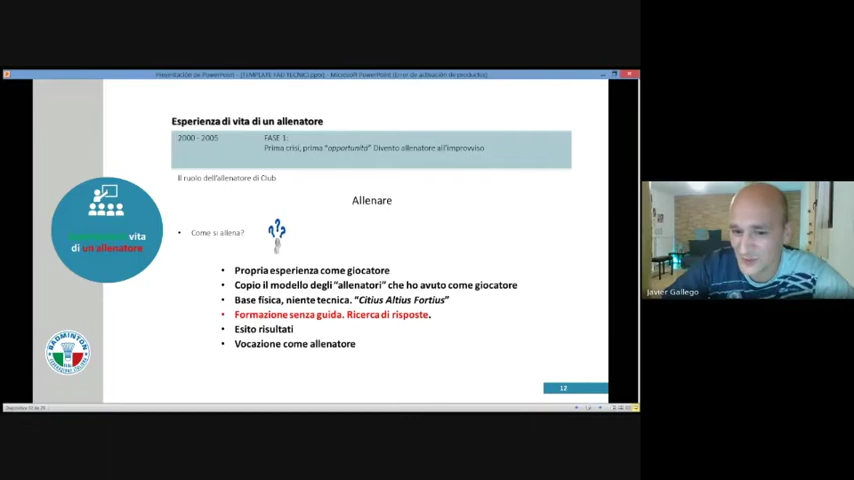 Presentación de PowerPoint - [TEMPLATE FAD TECNICI.pptx] - Microsoft PowerPoint (Error de activación de productos)
Esperienza di vita di un allenatore
2000 - 2005 FASE 1:
Prima crisi, prima "opportunità" Divento allenatore all'improvviso
Il ruolo dell'allenatore di Club
Allenare
vita
di un allenatore
• Come si allena?
???
• Propria esperienza come giocatore
• Copio il modello degli "allenatori" che ho avuto come giocatore
• Base física, niente tecnica. "Citius Altius Fortius"
• Formazione senza guida. Ricerca di risposte.
• Esito risultati
• Vocazione come allenatore
BADMINTON
12
Javier Gallego